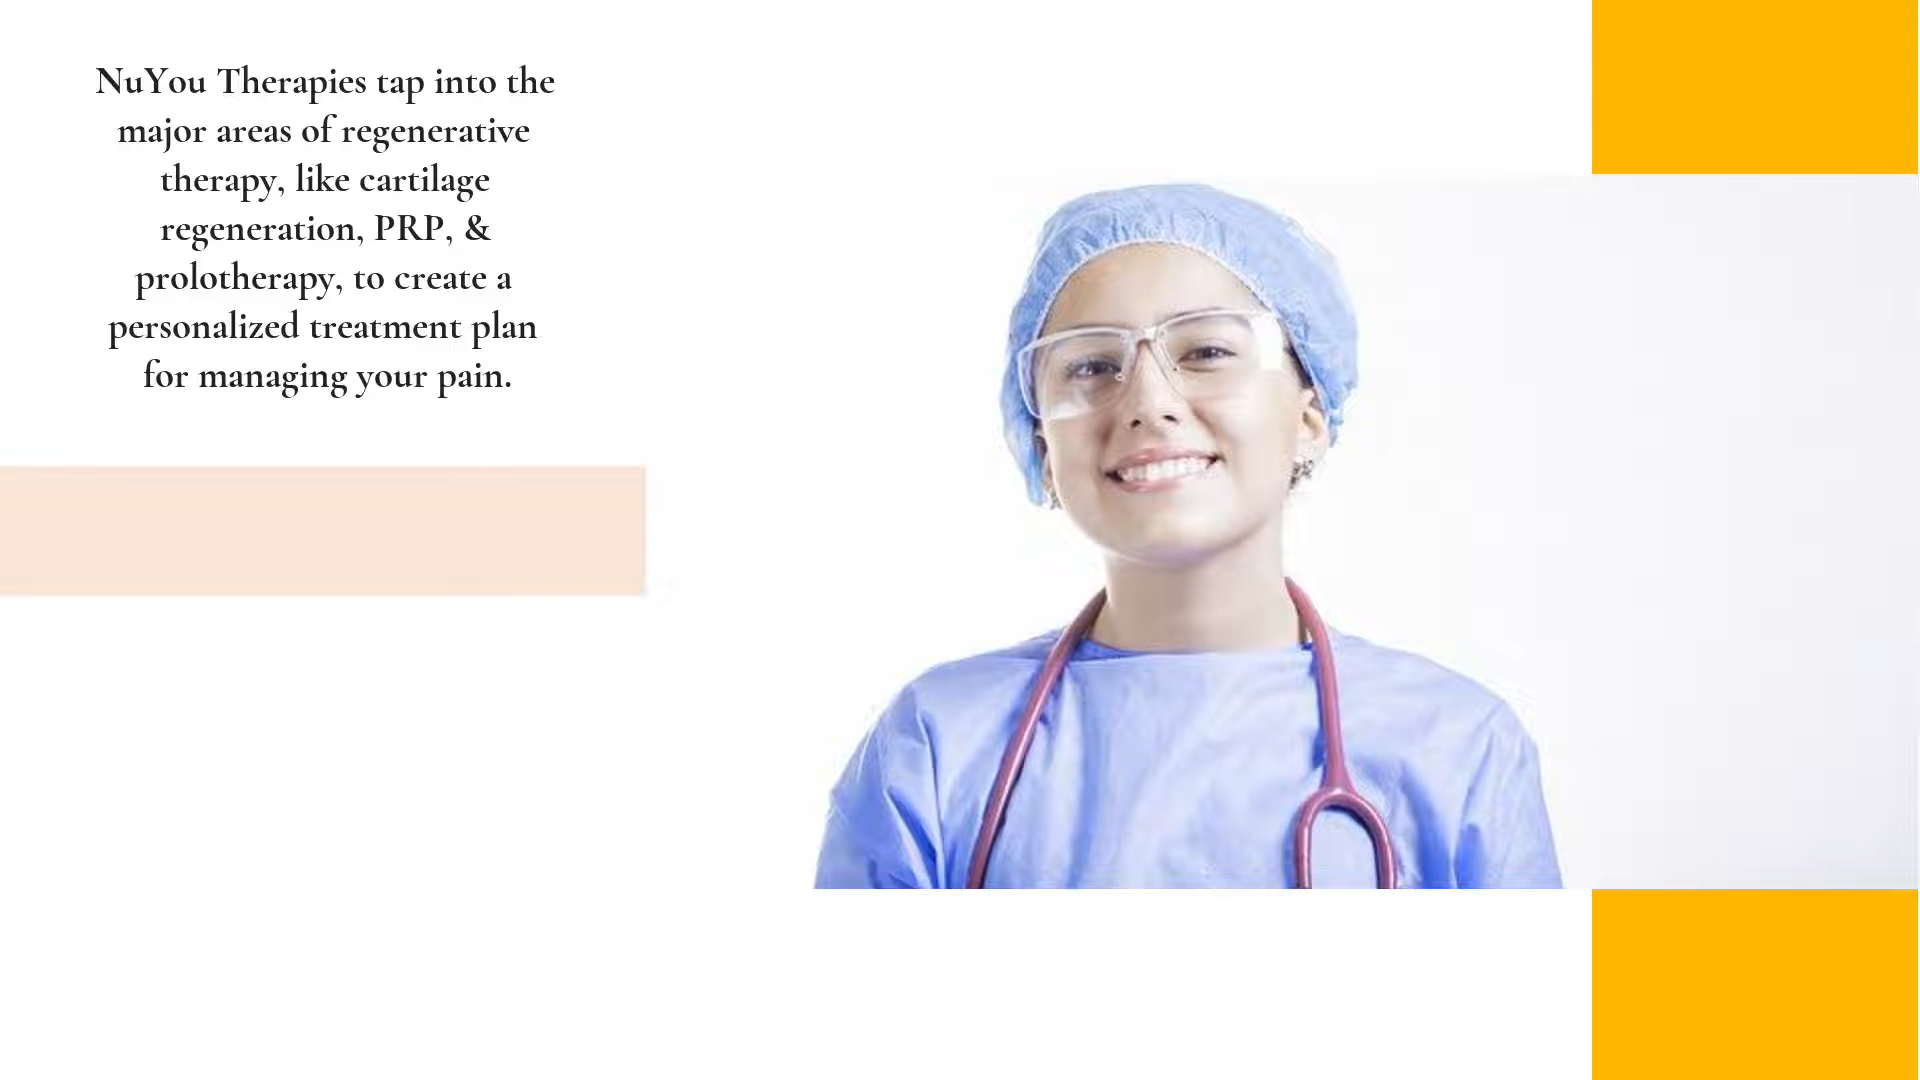 NuYou Therapies tap into the
major areas of regenerative
therapy, like cartilage
regeneration, PRP, &
prolotherapy, to create a
personalized treatment plan
for managing your pain.